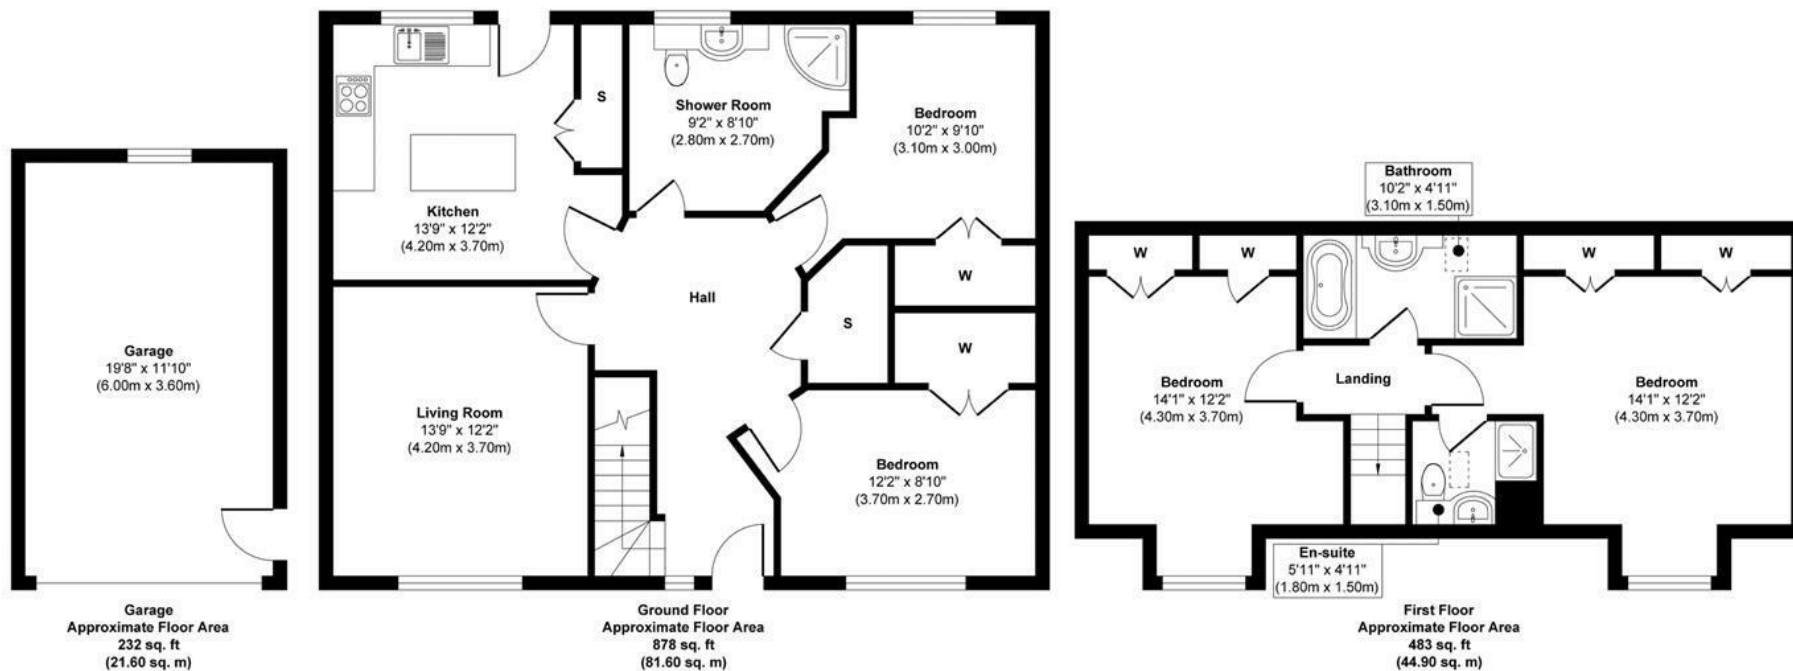 Garage
19'8" x 11'10"
(6.00m x 3.60m)
Garage
Approximate Floor Area
232 sq. ft
(21.60 sq. m)
Kitchen
13'9" x 12'2"
(4.20m x 3.70m)
S
Shower Room
9'2" x 8'10"
(2.80m x 2.70m)
Bedroom
10'2" x 9'10"
(3.10m x 3.00m)
W
Hall
S
W
Living Room
13'9" x 12'2"
(4.20m x 3.70m)
Bedroom
12'2" x 8'10"
(3.70m x 2.70m)
Ground Floor
Approximate Floor Area
878 sq. ft
(81.60 sq. m)
Bathroom
10'2" x 4'11"
(3.10m x 1.50m)
W
W
W
W
Bedroom
14'1" x 12'2"
(4.30m x 3.70m)
Landing
Bedroom
14'1" x 12'2"
(4.30m x 3.70m)
En-suite
5'11" x 4'11"
(1.80m x 1.50m)
First Floor
Approximate Floor Area
483 sq. ft
(44.90 sq. m)